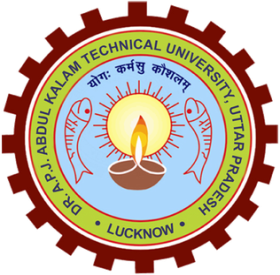 DR. A.P.J. ABDUL KALAM TECHNICAL UNIVERSITY, UTTAR PRADESH
योगः कर्मसु कौशलम्
• LUCKNOW •